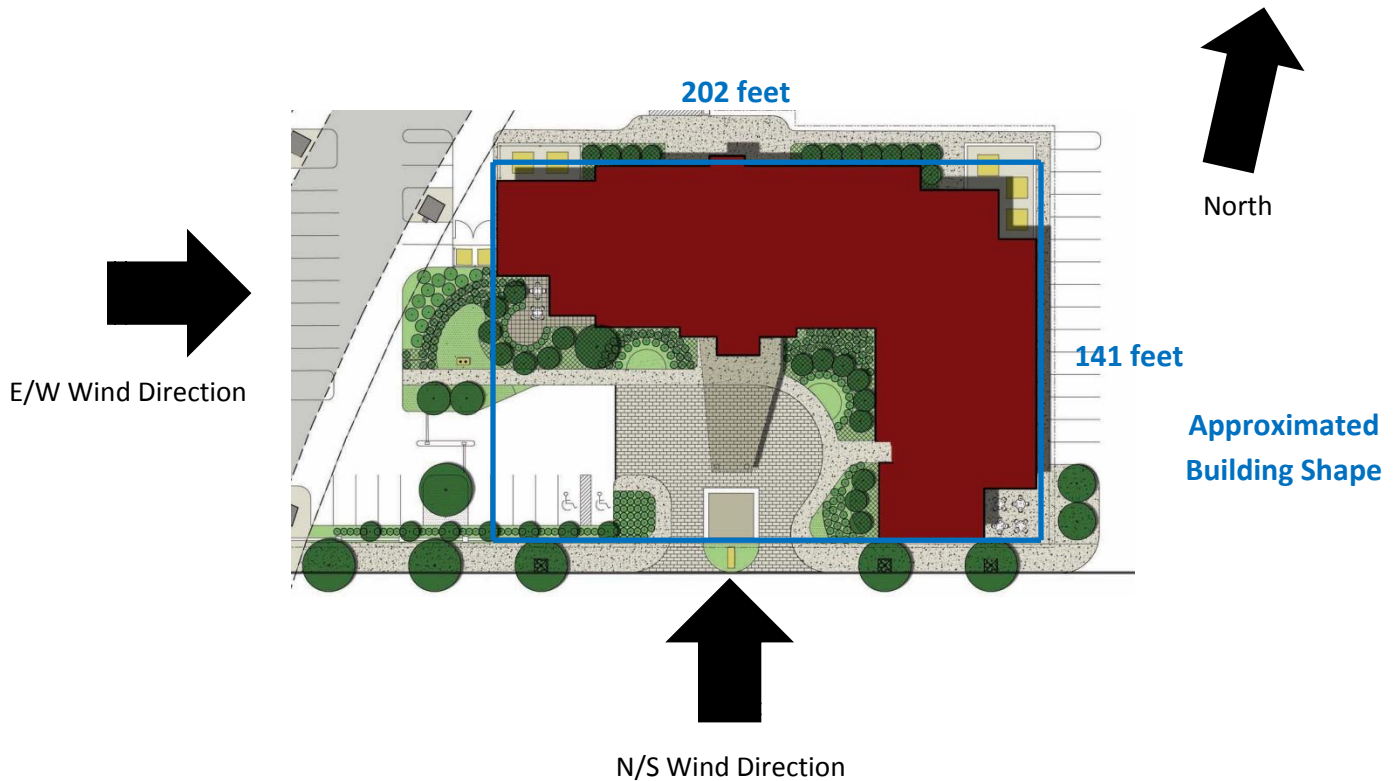 202 feet
North
E/W Wind Direction
141 feet
Approximated
Building Shape
N/S Wind Direction